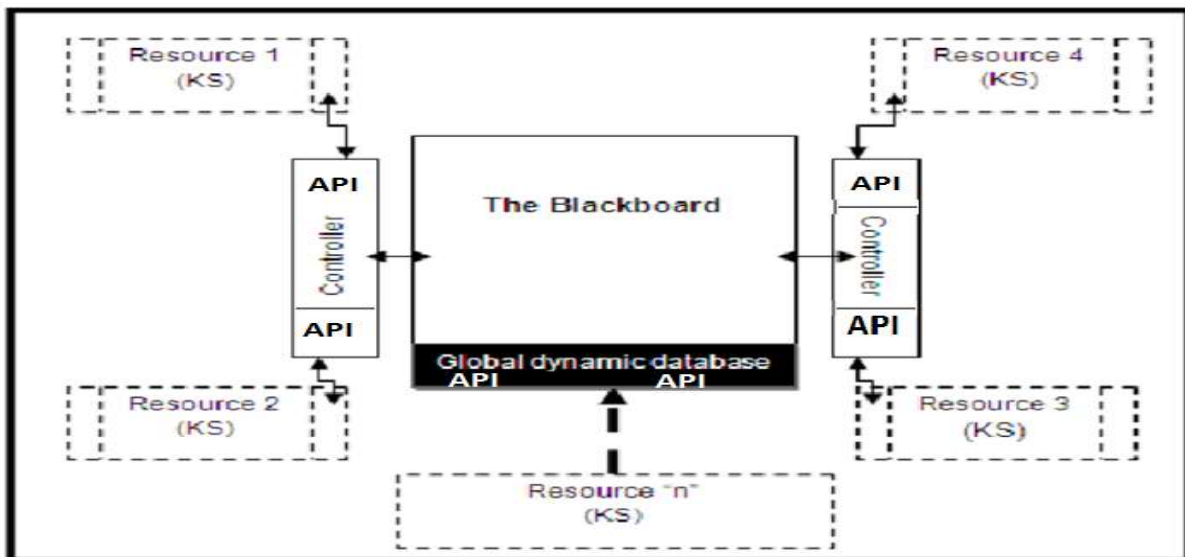 Resource 1
(KS)
Resource 4
(KS)
API
Controller
API
The Blackboard
API
Controller
API
Global dynamic database
API API
Resource 2
(KS)
Resource 3
(KS)
Resource "n"
(KS)